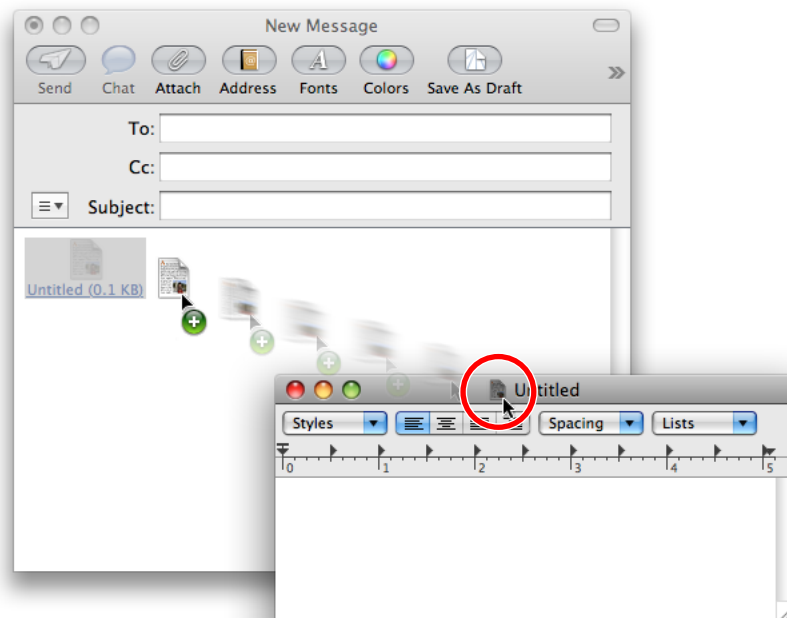 New Message
Send Chat Attach Address Fonts Colors Save As Draft
To:
Cc:
Subject:
Untitled (0.1 KB)
Untitled
Styles Spacing Lists
0 1 2 3 4 5